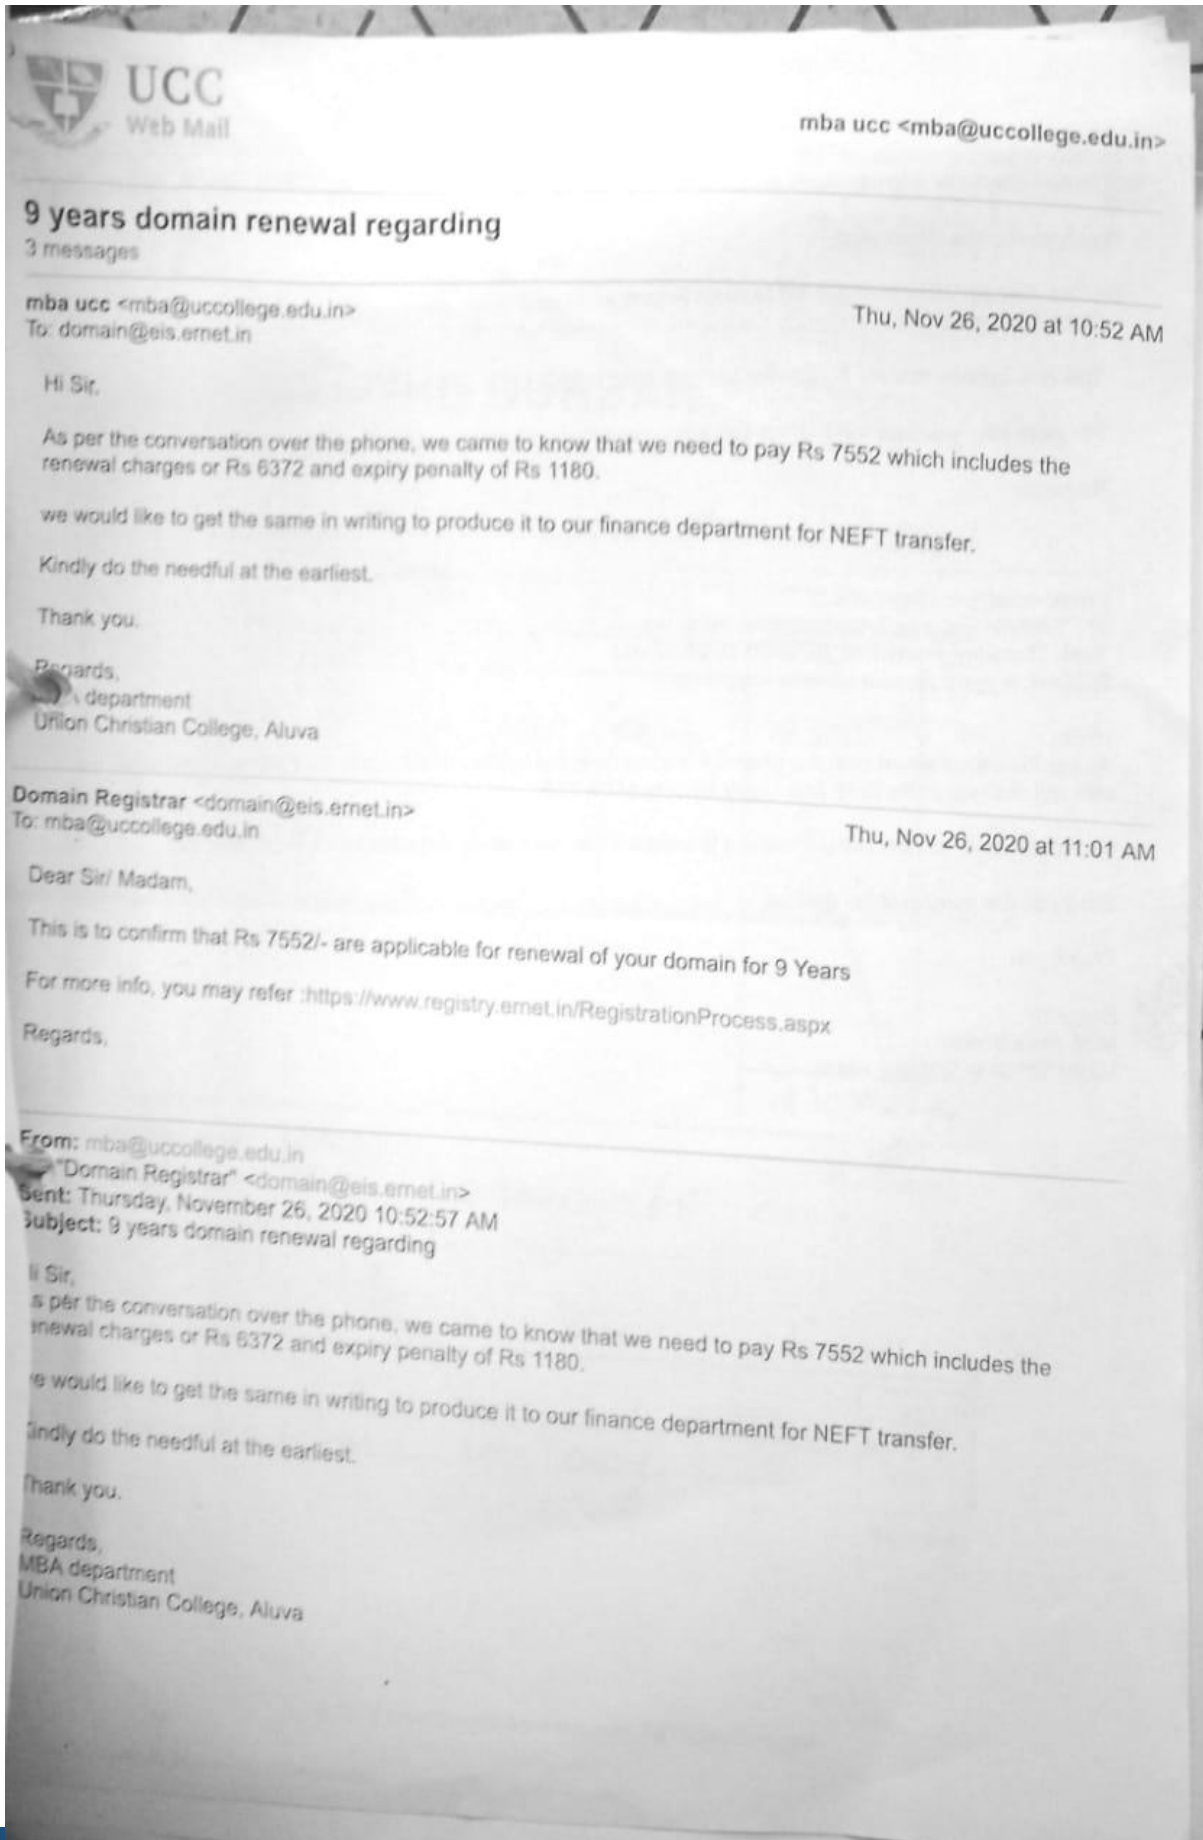 UCC
Web Mail
mba ucc <mba@uccollege.edu.in>
9 years domain renewal regarding
3 messages
mba ucc <mba@uccollege.edu.in>
Thu, Nov 26, 2020 at 10:52 AM
To: domain@eis.ernet.in
Hi Sir,
As per the conversation over the phone, we came to know that we need to pay Rs 7552 which includes the
renewal charges or Rs 6372 and expiry penalty of Rs 1180.
we would like to get the same in writing to produce it to our finance department for NEFT transfer.
Kindly do the needful at the earliest.
Thank you.
Regards,
department
Union Christian College, Aluva
Domain Registrar <domain@eis.ernet.in>
Thu, Nov 26, 2020 at 11:01 AM
To: mba@uccollege.edu.in
Dear Sir/ Madam,
This is to confirm that Rs 7552/- are applicable for renewal of your domain for 9 Years
For more info, you may refer :https://www.registry.ernet.in/RegistrationProcess.aspx
Regards,
From: mba@uccollege.edu.in
"Domain Registrar" <domain@eis.ernet.in>
Sent: Thursday, November 26, 2020 10:52:57 AM
Subject: 9 years domain renewal regarding
Sir,
s per the conversation over the phone, we came to know that we need to pay Rs 7552 which includes the
enewal charges or Rs 6372 and expiry penalty of Rs 1180.
e would like to get the same in writing to produce it to our finance department for NEFT transfer.
indly do the needful at the earliest.
Thank you.
Regards,
MBA department
Union Christian College, Aluva